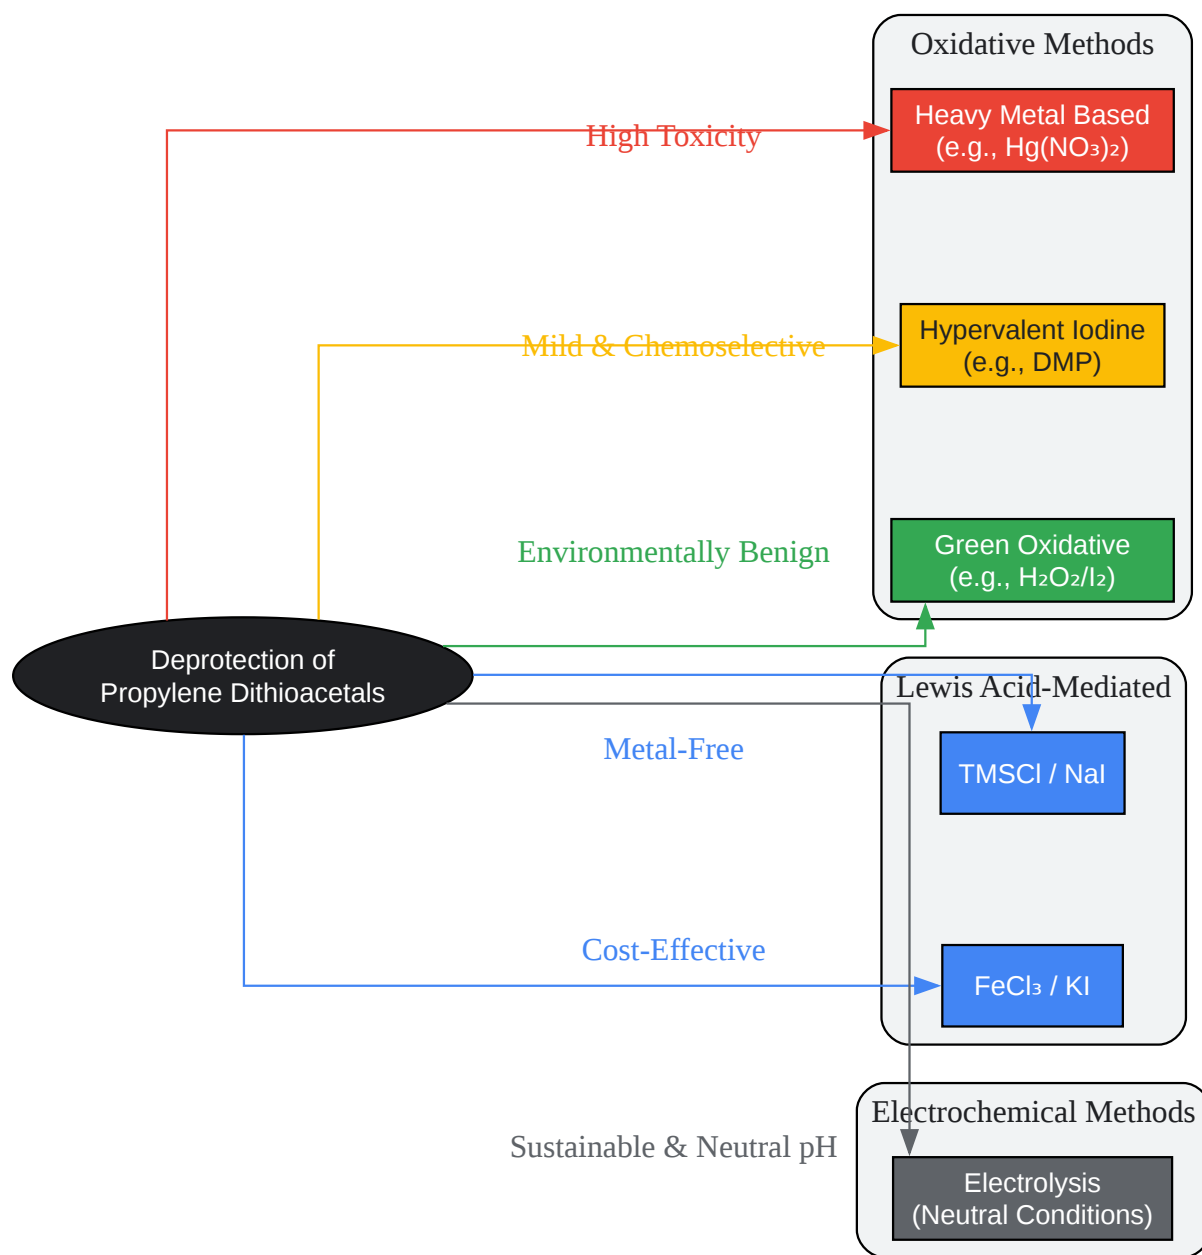 Oxidative Methods
High Toxicity
Heavy Metal Based
(e.g., Hg(NO₃)₂)
Mild & Chemoselective
Hypervalent Iodine
(e.g., DMP)
Environmentally Benign
Green Oxidative
(e.g., H₂O₂/I₂)
Deprotection of
Propylene Dithioacetals
Lewis Acid-Mediated
Metal-Free
TMSCl / NaI
Cost-Effective
FeCl₃ / KI
Electrochemical Methods
Sustainable & Neutral pH
Electrolysis
(Neutral Conditions)